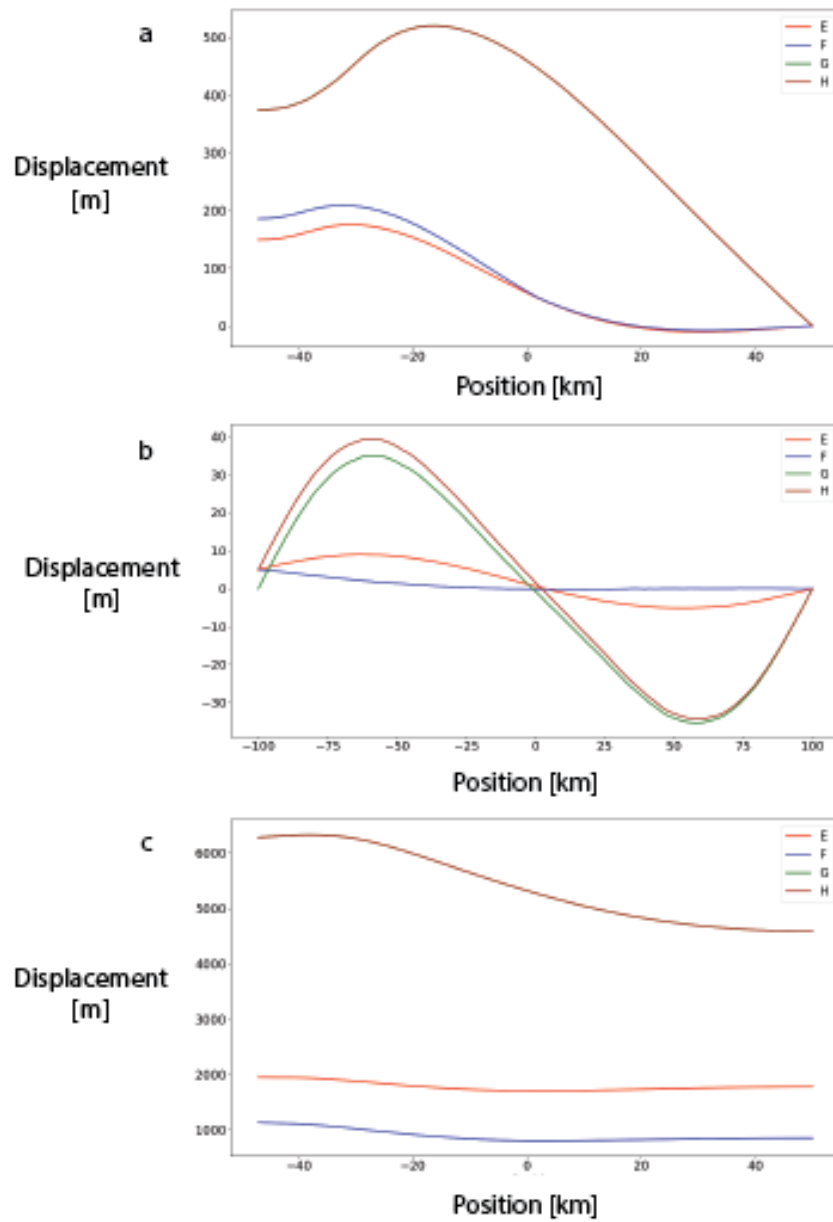 a
500
400
300
200
100
0
Displacement
[m]
E
F
G
H
−40
−20
0
20
40
Position [km]
b
40
30
20
10
0
−10
−20
−30
Displacement
[m]
E
F
G
H
−100
−75
−50
−25
0
25
50
75
100
Position [km]
c
6000
5000
4000
3000
2000
1000
Displacement
[m]
E
F
G
H
−40
−20
0
20
40
Position [km]